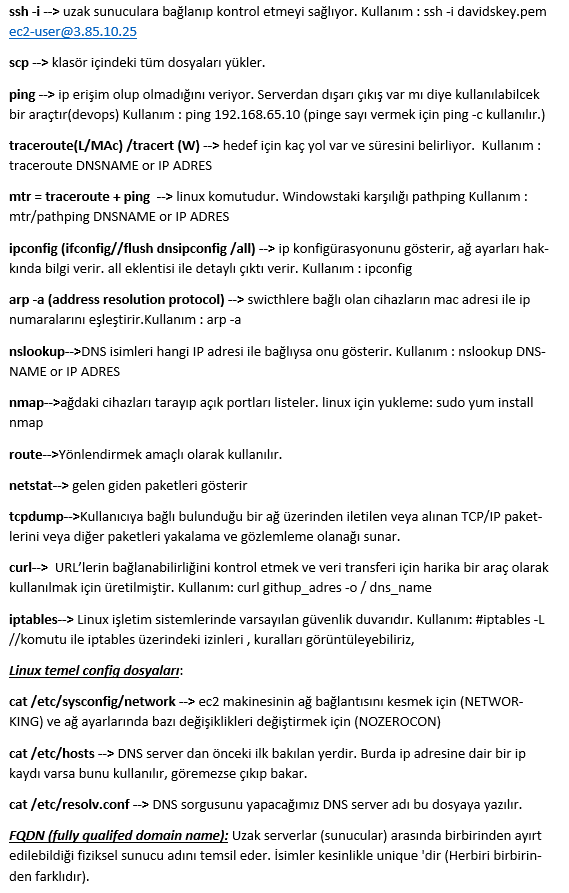 ssh -i --> uzak sunuculara bağlanıp kontrol etmeyi sağlıyor. Kullanım : ssh -i davidskey.pem
ec2-user@3.85.10.25
scp --> klasör içindeki tüm dosyaları yükler.
ping --> ip erişim olup olmadığını veriyor. Serverdan dışarı çıkış var mı diye kullanılabilcek
bir araçtır(devops) Kullanım : ping 192.168.65.10 (pinge sayı vermek için ping -c kullanılır.)
traceroute(L/MAc) /tracert (W) --> hedef için kaç yol var ve süresini belirliyor.  Kullanım :
traceroute DNSNAME or IP ADRES
mtr = traceroute + ping  --> linux komutudur. Windowstaki karşılığı pathping Kullanım :
mtr/pathping DNSNAME or IP ADRES
ipconfig (ifconfig//flush dnsipconfig /all) --> ip konfigürasyonunu gösterir, ağ ayarları hak-
kında bilgi verir. all eklentisi ile detaylı çıktı verir. Kullanım : ipconfig
arp -a (address resolution protocol) --> swicthlere bağlı olan cihazların mac adresi ile ip
numaralarını eşleştirir.Kullanım : arp -a
nslookup-->DNS isimleri hangi IP adresi ile bağlıysa onu gösterir. Kullanım : nslookup DNS-
NAME or IP ADRES
nmap-->ağdaki cihazları tarayıp açık portları listeler. linux için yukleme: sudo yum install
nmap
route-->Yönlendirmek amaçlı olarak kullanılır.
netstat--> gelen giden paketleri gösterir
tcpdump-->Kullanıcıya bağlı bulunduğu bir ağ üzerinden iletilen veya alınan TCP/IP paket-
lerini veya diğer paketleri yakalama ve gözlemleme olanağı sunar.
curl-->  URL'lerin bağlanabilirliğini kontrol etmek ve veri transferi için harika bir araç olarak
kullanılmak için üretilmiştir. Kullanım: curl githup_adres -o / dns_name
iptables--> Linux işletim sistemlerinde varsayılan güvenlik duvarıdır. Kullanım: #iptables -L
//komutu ile iptables üzerindeki izinleri , kuralları görüntüleyebiliriz,
Linux temel config dosyaları:
cat /etc/sysconfig/network --> ec2 makinesinin ağ bağlantısını kesmek için (NETWOR-
KING) ve ağ ayarlarında bazı değişiklikleri değiştirmek için (NOZEROCON)
cat /etc/hosts --> DNS server dan önceki ilk bakılan yerdir. Burda ip adresine dair bir ip
kaydı varsa bunu kullanılır, göremezse çıkıp bakar.
cat /etc/resolv.conf --> DNS sorgusunu yapacağımız DNS server adı bu dosyaya yazılır.
FQDN (fully qualifed domain name): Uzak serverlar (sunucular) arasında birbirinden ayırt
edilebildiği fiziksel sunucu adını temsil eder. İsimler kesinlikle unique 'dir (Herbiri birbirin-
den farklıdır).